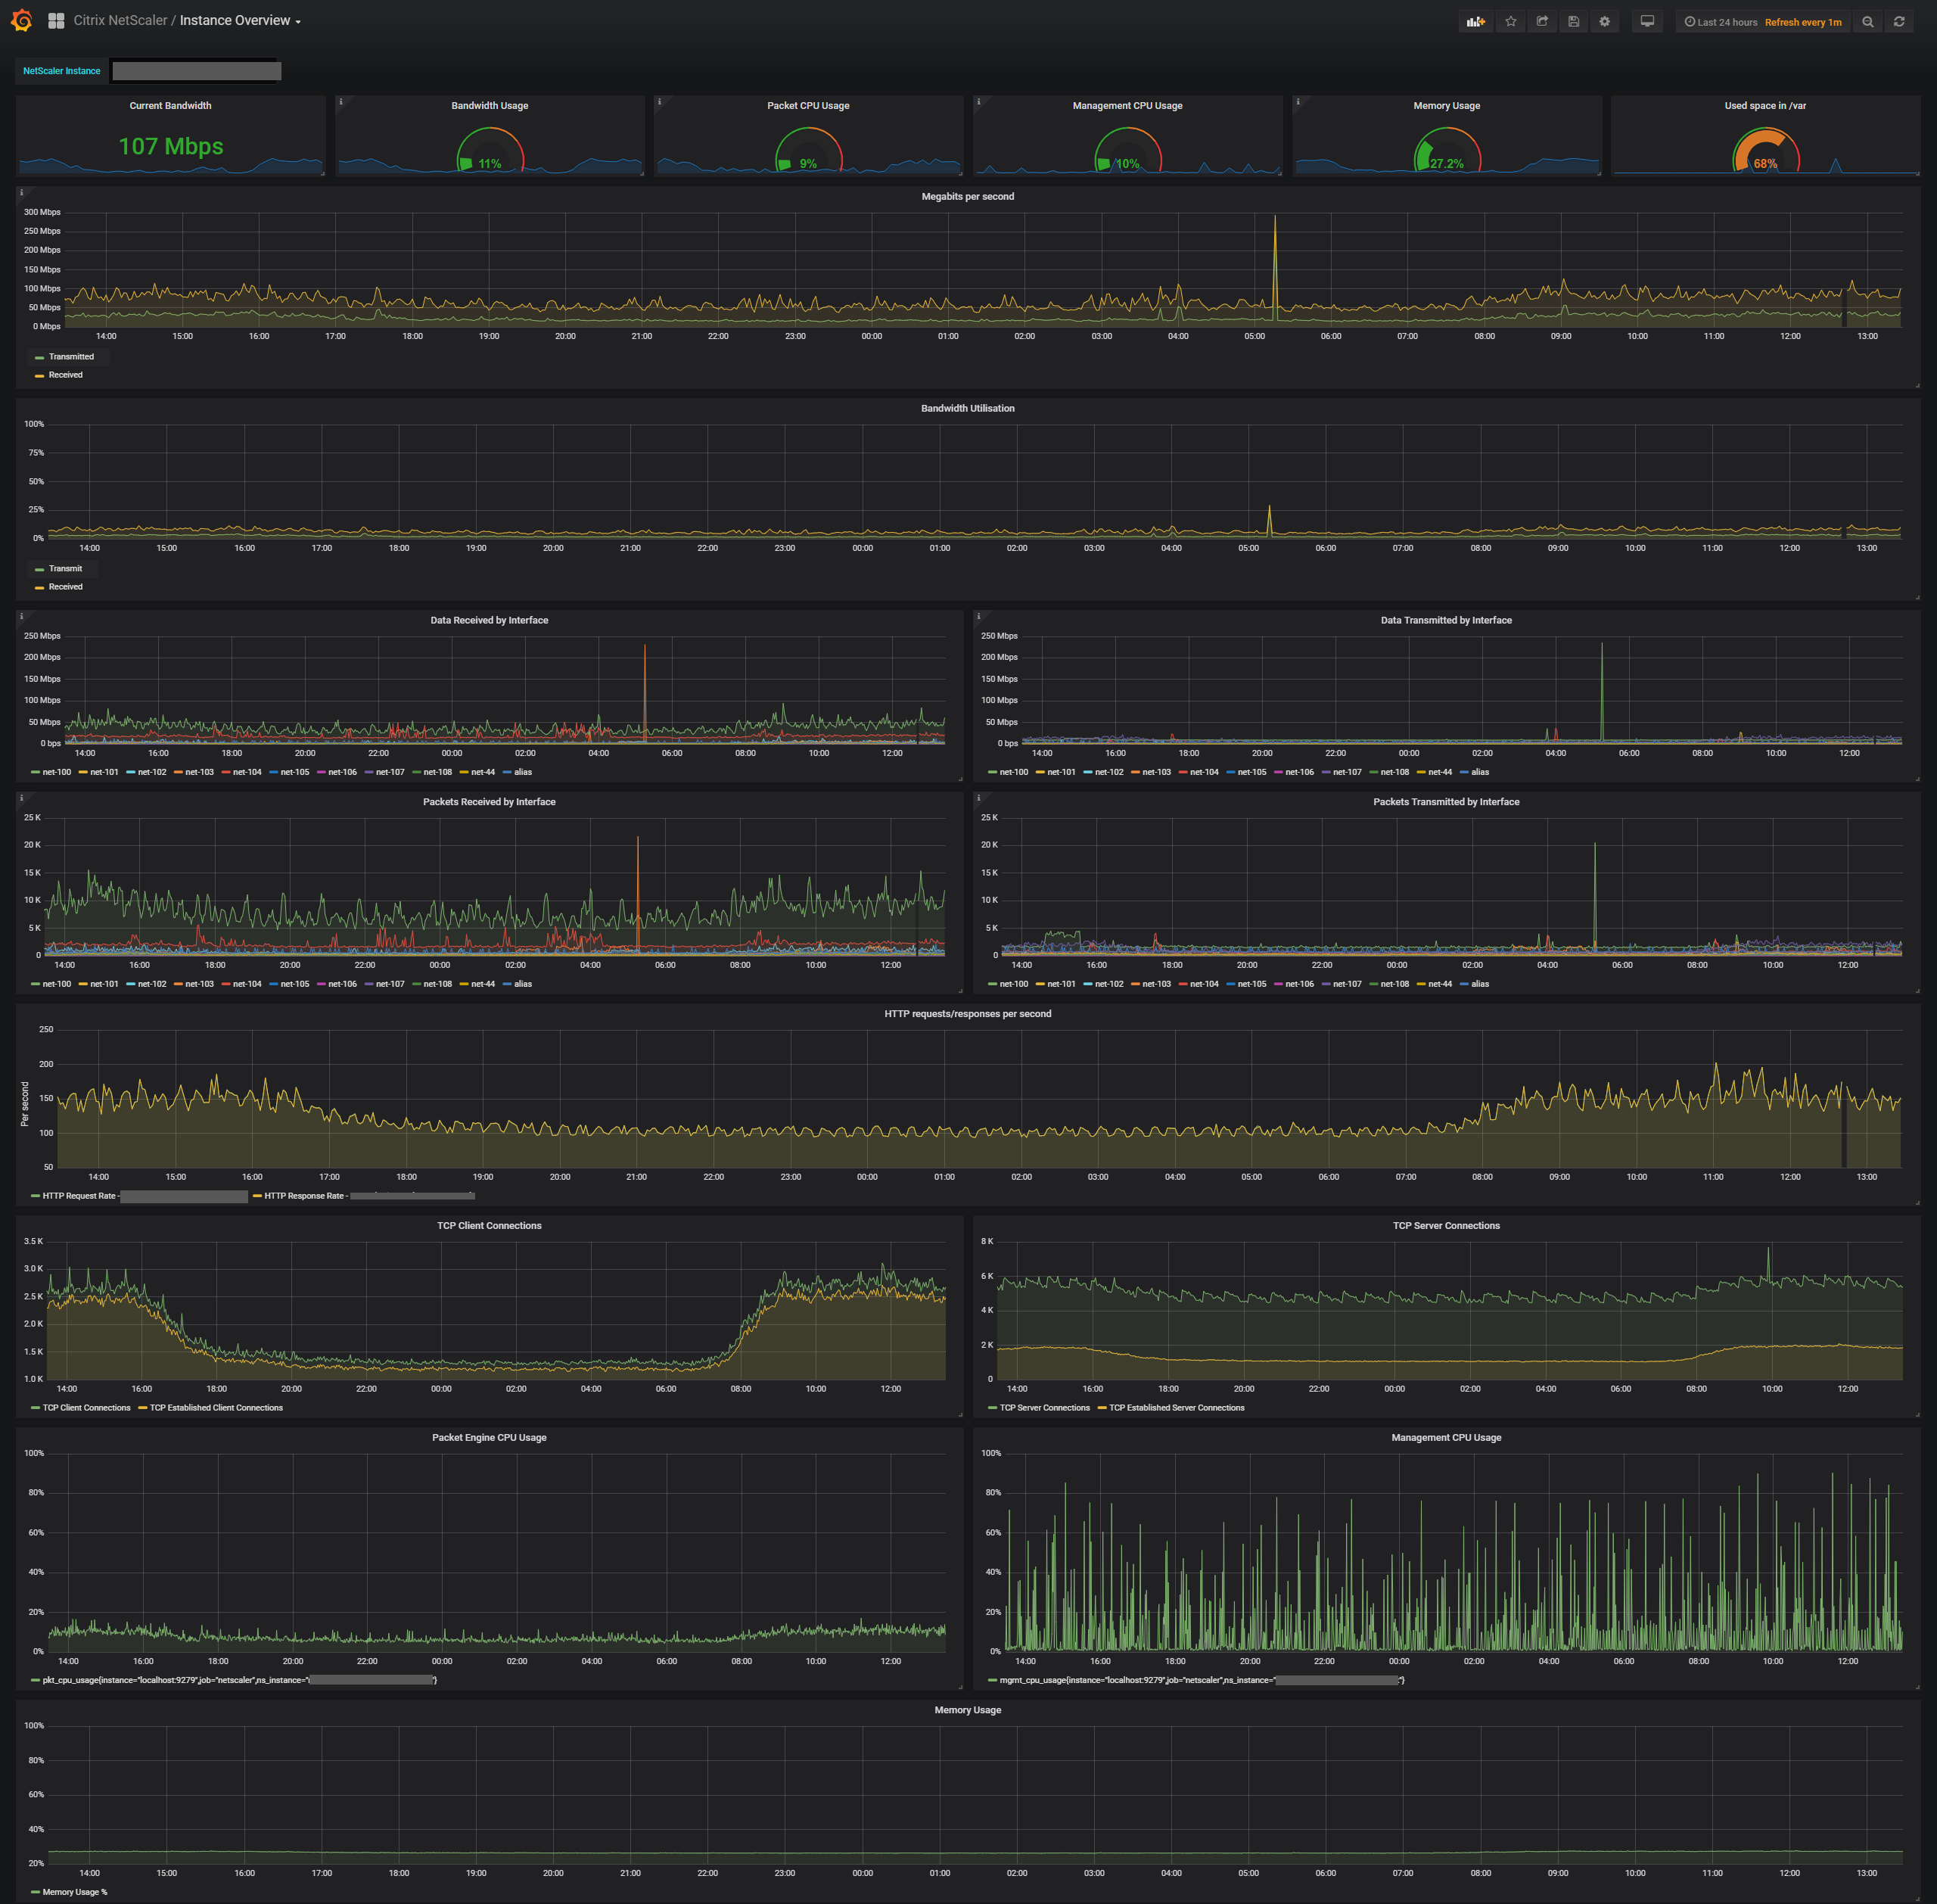 Citrix NetScaler / Instance Overview
Last 24 hours Refresh every 1m
NetScaler Instance
Current Bandwidth
107 Mbps
Bandwidth Usage
11%
Packet CPU Usage
9%
Management CPU Usage
10%
Memory Usage
27.2%
Used space in /var
68%
Megabits per second
300 Mbps
250 Mbps
200 Mbps
150 Mbps
100 Mbps
50 Mbps
0 Mbps
14:00 15:00 16:00 17:00 18:00 19:00 20:00 21:00 22:00 23:00 00:00 01:00 02:00 03:00 04:00 05:00 06:00 07:00 08:00 09:00 10:00 11:00 12:00 13:00
Transmitted
Received
Bandwidth Utilisation
100%
75%
50%
25%
0%
14:00 15:00 16:00 17:00 18:00 19:00 20:00 21:00 22:00 23:00 00:00 01:00 02:00 03:00 04:00 05:00 06:00 07:00 08:00 09:00 10:00 11:00 12:00 13:00
Transmit
Received
Data Received by Interface
250 Mbps
200 Mbps
150 Mbps
100 Mbps
50 Mbps
0 bps
14:00 16:00 18:00 20:00 22:00 00:00 02:00 04:00 06:00 08:00 10:00 12:00
net-100 net-101 net-102 net-103 net-104 net-105 net-106 net-107 net-108 net-44 alias
Data Transmitted by Interface
250 Mbps
200 Mbps
150 Mbps
100 Mbps
50 Mbps
0 bps
14:00 16:00 18:00 20:00 22:00 00:00 02:00 04:00 06:00 08:00 10:00 12:00
net-100 net-101 net-102 net-103 net-104 net-105 net-106 net-107 net-108 net-44 alias
Packets Received by Interface
25 K
20 K
15 K
10 K
5 K
0
14:00 16:00 18:00 20:00 22:00 00:00 02:00 04:00 06:00 08:00 10:00 12:00
net-100 net-101 net-102 net-103 net-104 net-105 net-106 net-107 net-108 net-44 alias
Packets Transmitted by Interface
25 K
20 K
15 K
10 K
5 K
0
14:00 16:00 18:00 20:00 22:00 00:00 02:00 04:00 06:00 08:00 10:00 12:00
net-100 net-101 net-102 net-103 net-104 net-105 net-106 net-107 net-108 net-44 alias
HTTP requests/responses per second
Per second
250
200
150
100
50
14:00 15:00 16:00 17:00 18:00 19:00 20:00 21:00 22:00 23:00 00:00 01:00 02:00 03:00 04:00 05:00 06:00 07:00 08:00 09:00 10:00 11:00 12:00 13:00
HTTP Request Rate - HTTP Response Rate -
TCP Client Connections
3.5 K
3.0 K
2.5 K
2.0 K
1.5 K
1.0 K
14:00 16:00 18:00 20:00 22:00 00:00 02:00 04:00 06:00 08:00 10:00 12:00
TCP Client Connections TCP Established Client Connections
TCP Server Connections
8 K
6 K
4 K
2 K
0
14:00 16:00 18:00 20:00 22:00 00:00 02:00 04:00 06:00 08:00 10:00 12:00
TCP Server Connections TCP Established Server Connections
Packet Engine CPU Usage
100%
80%
60%
40%
20%
0%
14:00 16:00 18:00 20:00 22:00 00:00 02:00 04:00 06:00 08:00 10:00 12:00
pkt_cpu_usage{instance="localhost:9279",job="netscaler",ns_instance="
Management CPU Usage
100%
80%
60%
40%
20%
0%
14:00 16:00 18:00 20:00 22:00 00:00 02:00 04:00 06:00 08:00 10:00 12:00
mgmt_cpu_usage{instance="localhost:9279",job="netscaler",ns_instance=" "}
Memory Usage
100%
80%
60%
40%
20%
14:00 15:00 16:00 17:00 18:00 19:00 20:00 21:00 22:00 23:00 00:00 01:00 02:00 03:00 04:00 05:00 06:00 07:00 08:00 09:00 10:00 11:00 12:00 13:00
Memory Usage %